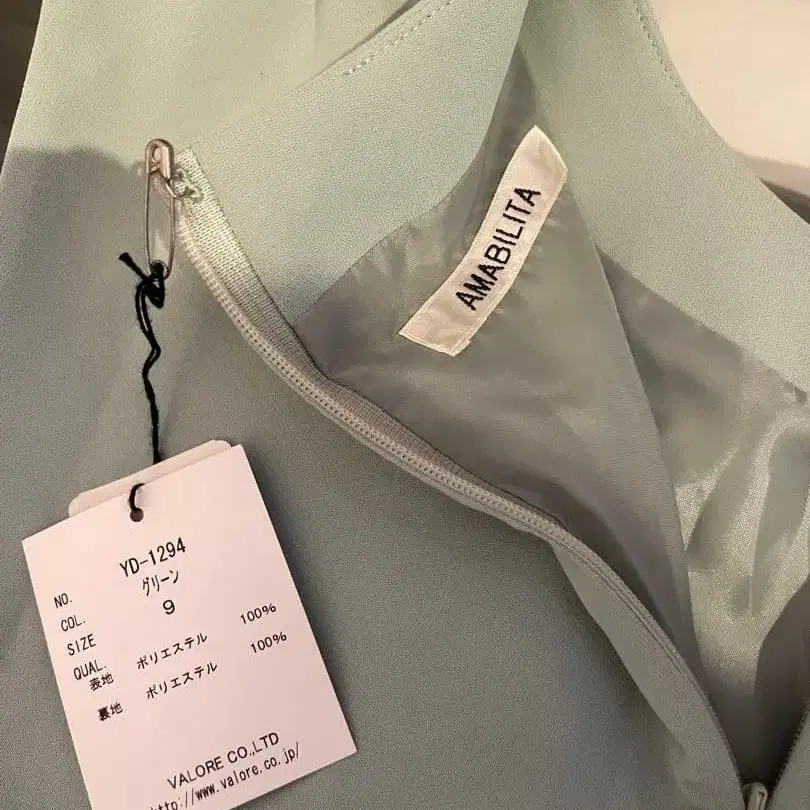 AMABILITA
NO. YD-1294
COL. グリーン
SIZE 9
QUAL.
表地 ポリエステル 100%
裏地 ポリエステル 100%
VALORE CO.,LTD
http://www.valore.co.jp/